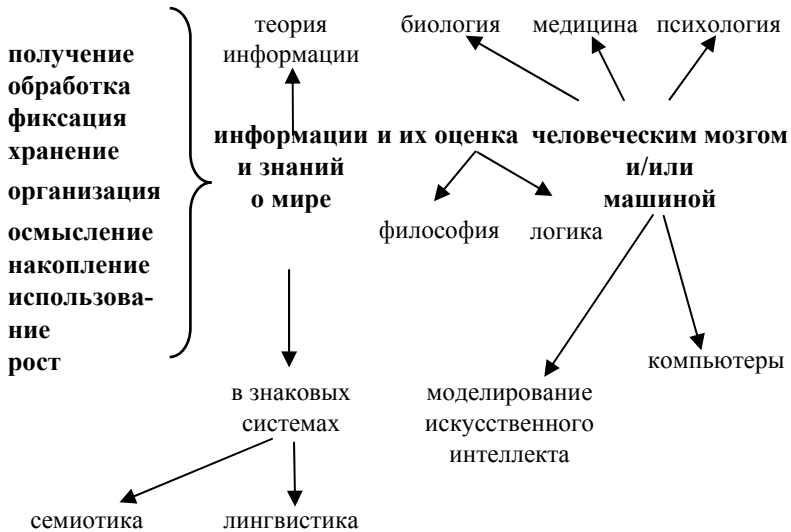 теория
информации
биология
медицина
психология
получение
обработка
фиксация
хранение
организация
осмысление
накопление
использова-
ние
рост
информации и их оценка человеческим мозгом
и знаний
о мире
и/или
машиной
философия
логика
компьютеры
в знаковых
системах
моделирование
искусственного
интеллекта
семиотика
лингвистика